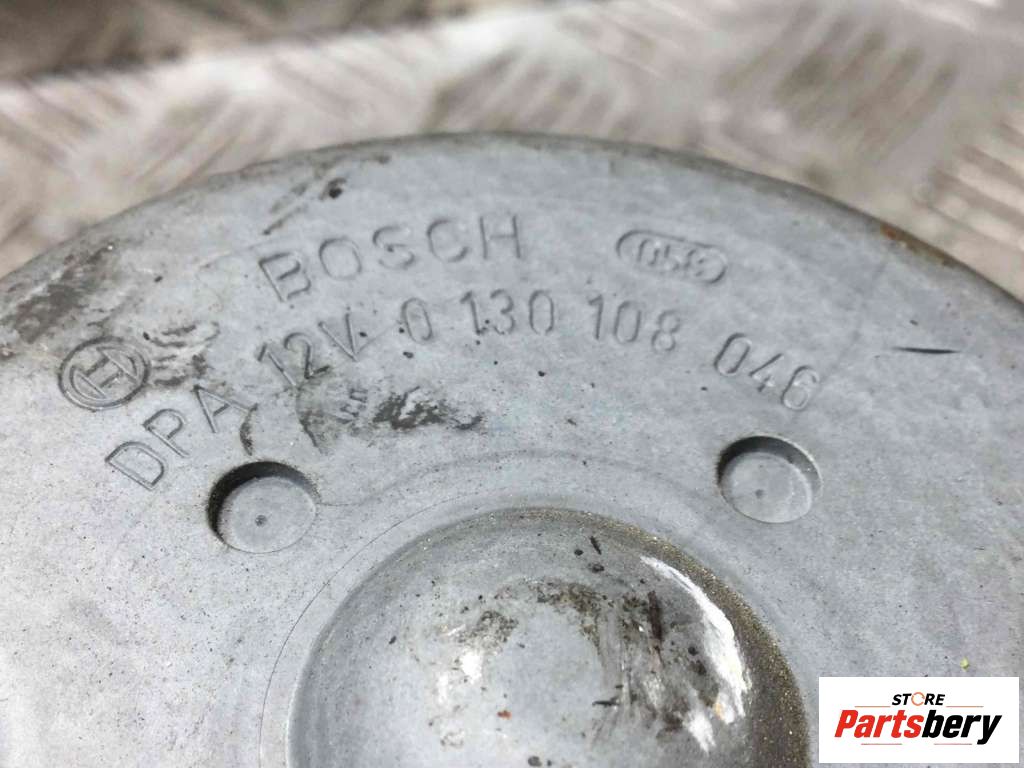 BOSCH
DPA 12V 0 130 108 046
STORE
Partsbery